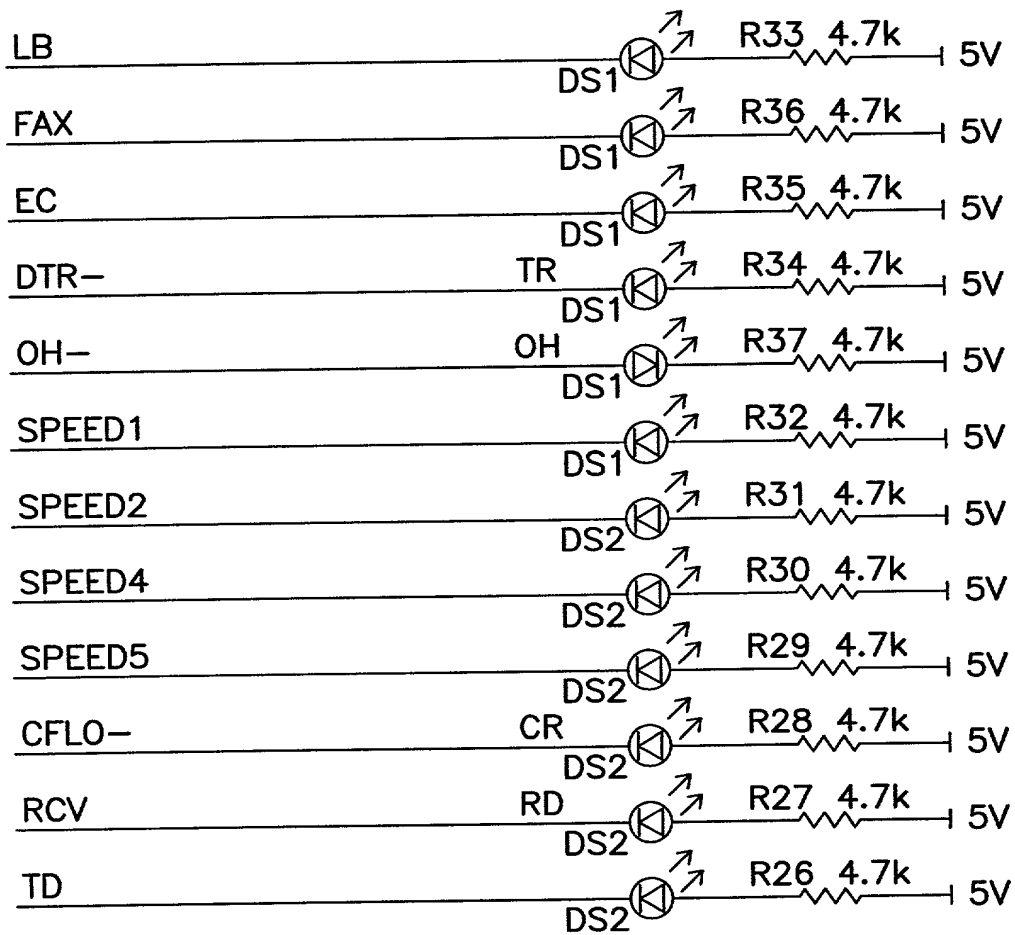 LB R33 4.7k 5V
DS1
FAX R36 4.7k 5V
DS1
EC R35 4.7k 5V
DS1
DTR- TR R34 4.7k 5V
DS1
OH- OH R37 4.7k 5V
DS1
SPEED1 R32 4.7k 5V
DS1
SPEED2 R31 4.7k 5V
DS2
SPEED4 R30 4.7k 5V
DS2
SPEED5 R29 4.7k 5V
DS2
CFLO- CR R28 4.7k 5V
DS2
RCV RD R27 4.7k 5V
DS2
TD R26 4.7k 5V
DS2